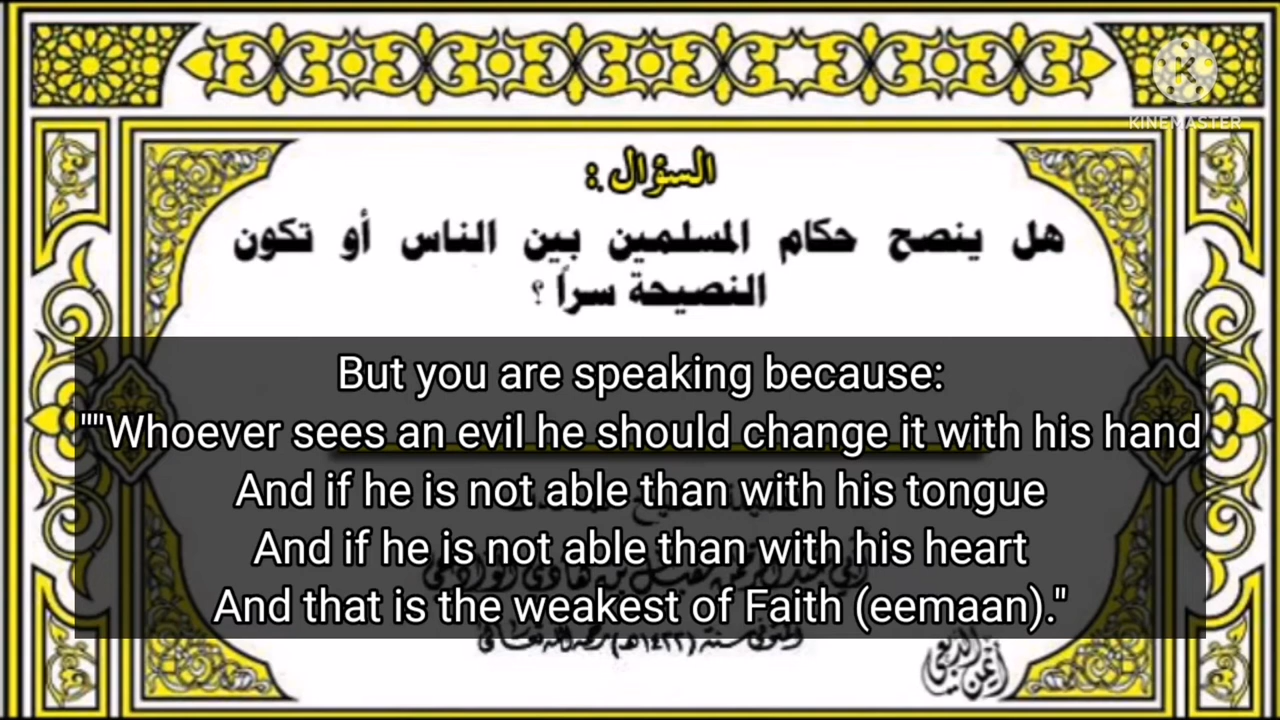 KINEMASTER
السؤال :
هل ينصح حكام المسلمين بين الناس أو تكون
النصيحة سراً ؟
But you are speaking because:
""Whoever sees an evil he should change it with his hand
And if he is not able than with his tongue
And if he is not able than with his heart
And that is the weakest of Faith (eemaan)."